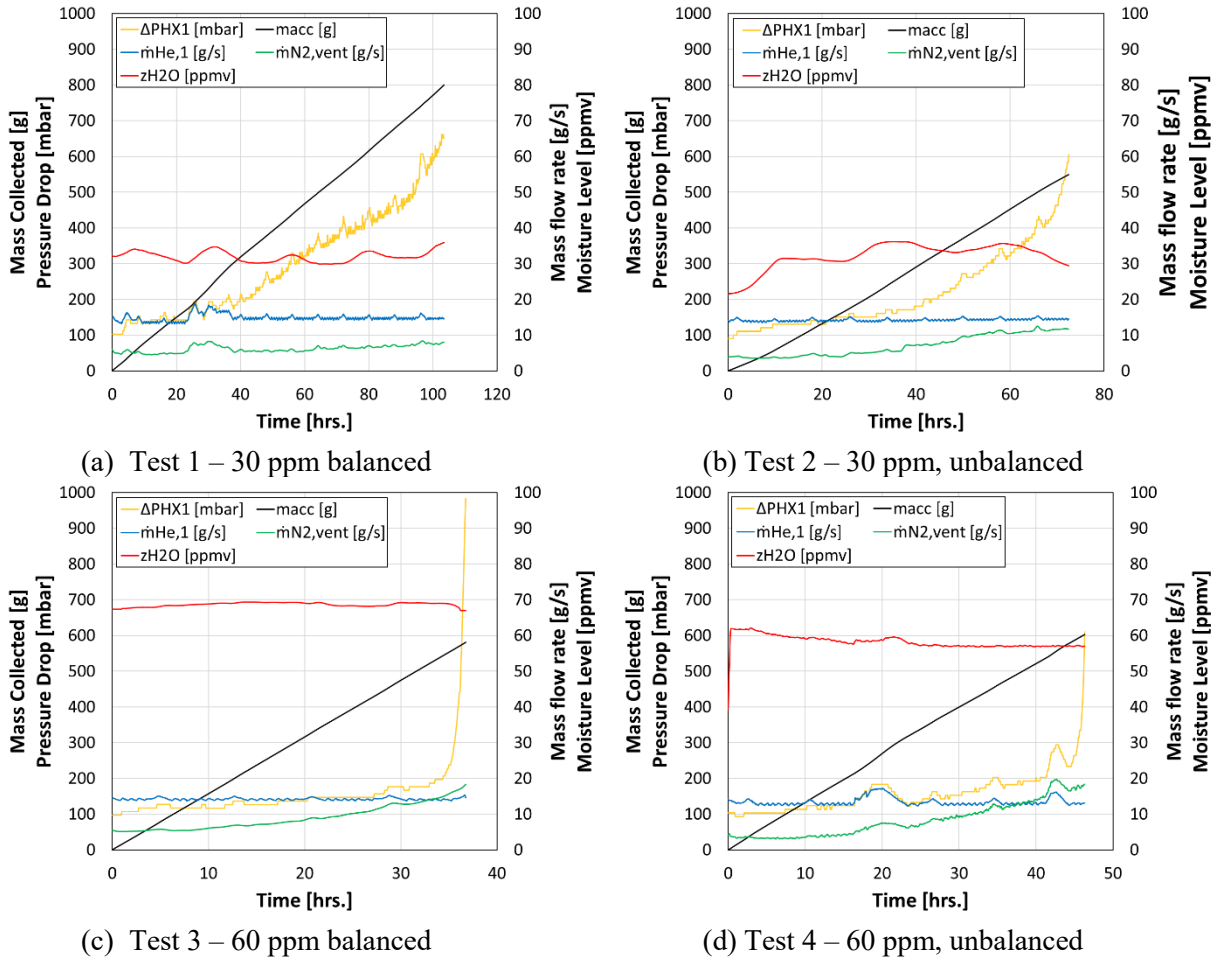 ΔPHX1 [mbar] macc [g]
ṁHe,1 [g/s] ṁN2,vent [g/s]
zH2O [ppmv]
1000 900 800 700 600 500 400 300 200 100 0
Mass Collected [g]
Pressure Drop [mbar]
100 90 80 70 60 50 40 30 20 10 0
Mass flow rate [g/s]
Moisture Level [ppmv]
0 20 40 60 80 100 120
Time [hrs.]
(a) Test 1 – 30 ppm balanced
ΔPHX1 [mbar] macc [g]
ṁHe,1 [g/s] ṁN2,vent [g/s]
zH2O [ppmv]
1000 900 800 700 600 500 400 300 200 100 0
Mass Collected [g]
Pressure Drop [mbar]
100 90 80 70 60 50 40 30 20 10 0
Mass flow rate [g/s]
Moisture Level [ppmv]
0 20 40 60 80
Time [hrs.]
(b) Test 2 – 30 ppm, unbalanced
ΔPHX1 [mbar] macc [g]
ṁHe,1 [g/s] ṁN2,vent [g/s]
zH2O [ppmv]
1000 900 800 700 600 500 400 300 200 100 0
Mass Collected [g]
Pressure Drop [mbar]
100 90 80 70 60 50 40 30 20 10 0
Mass flow rate [g/s]
Moisture Level [ppmv]
0 10 20 30 40
Time [hrs.]
(c) Test 3 – 60 ppm balanced
ΔPHX1 [mbar] macc [g]
ṁHe,1 [g/s] ṁN2,vent [g/s]
zH2O [ppmv]
1000 900 800 700 600 500 400 300 200 100 0
Mass Collected [g]
Pressure Drop [mbar]
100 90 80 70 60 50 40 30 20 10 0
Mass flow rate [g/s]
Moisture Level [ppmv]
0 10 20 30 40 50
Time [hrs.]
(d) Test 4 – 60 ppm, unbalanced